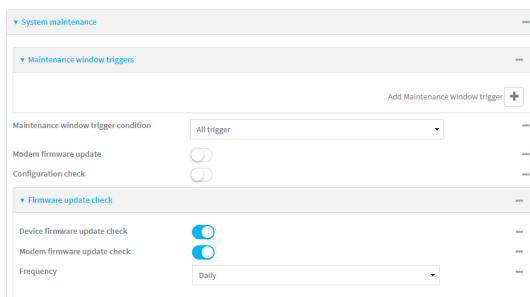 System maintenance
Maintenance window triggers
Add Maintenance window trigger
Maintenance window trigger condition
All trigger
Modem firmware update
Configuration check
Firmware update check
Device firmware update check
Modem firmware update check
Frequency
Daily